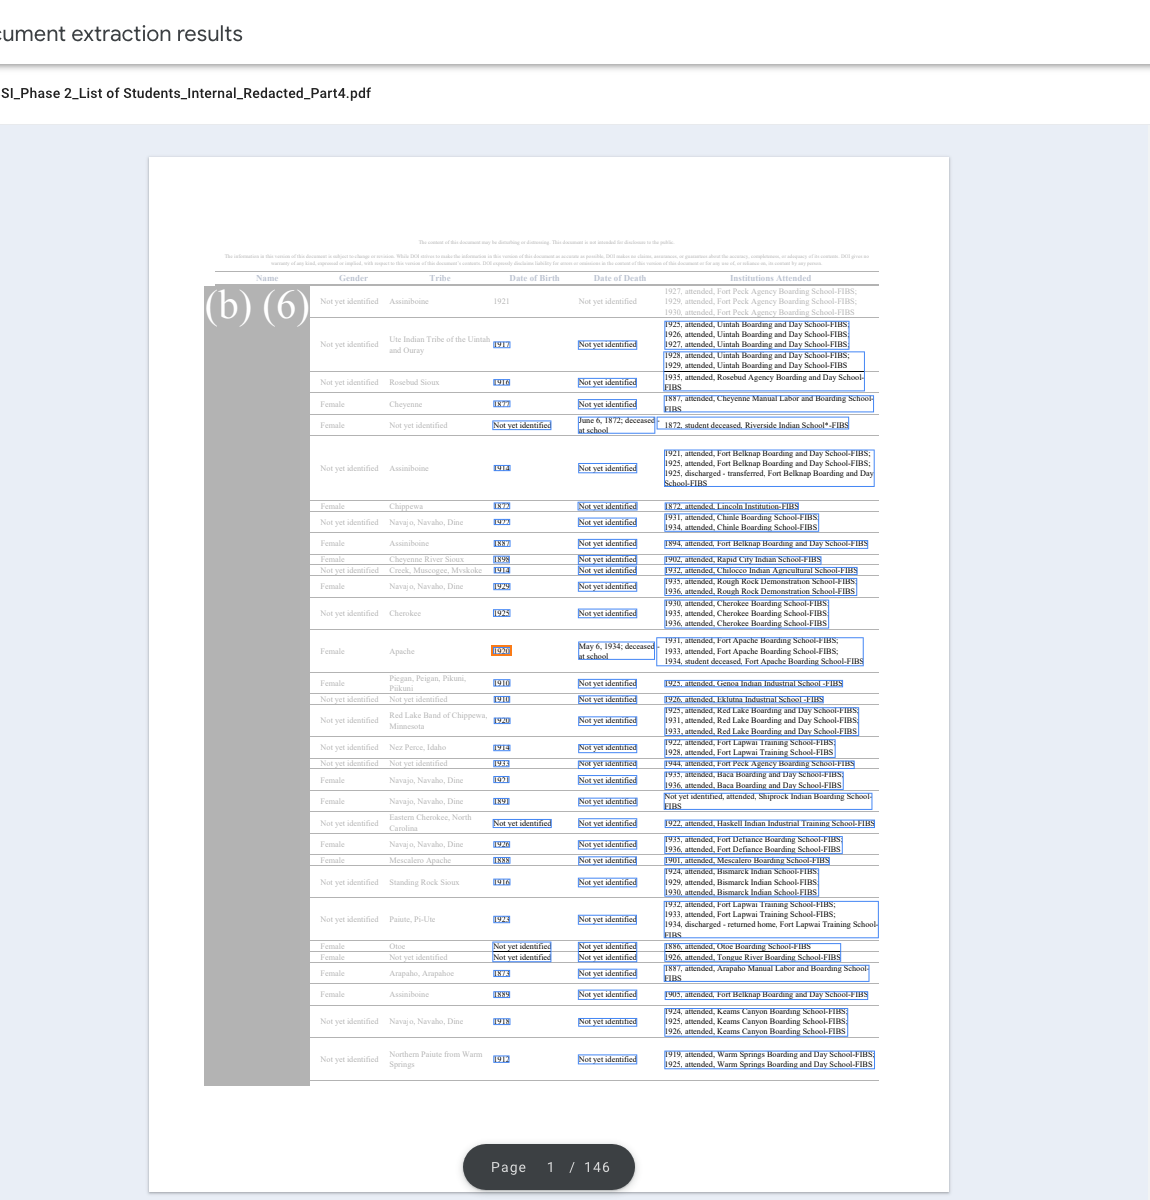 cument extraction results
SI_Phase 2_List of Students_Internal_Redacted_Part4.pdf
The content of this document may be disturbing or distressing. This document is not intended for disclosure to the public.
Name Gender Tribe Date of Birth Date of Death Institutions Attended
(b) (6)
Not yet identified Assiniboine 1921 Not yet identified 1927, attended, Fort Peck Agency Boarding School-FIBS;
1929, attended, Fort Peck Agency Boarding School-FIBS;
1930, attended, Fort Peck Agency Boarding School-FIBS
1925, attended, Uintah Boarding and Day School-FIBS;
1926, attended, Uintah Boarding and Day School-FIBS;
Not yet identified Ute Indian Tribe of the Uintah and Ouray 1917 Not yet identified 1927, attended, Uintah Boarding and Day School-FIBS;
1928, attended, Uintah Boarding and Day School-FIBS;
1929, attended, Uintah Boarding and Day School-FIBS
Not yet identified Rosebud Sioux 1916 Not yet identified 1935, attended, Rosebud Agency Boarding and Day School-
FIBS
Female Cheyenne 1877 Not yet identified 1887, attended, Cheyenne Manual Labor and Boarding School-
FIBS
Female Not yet identified Not yet identified June 6, 1872; deceased - at school 1872, student deceased, Riverside Indian School*-FIBS
1921, attended, Fort Belknap Boarding and Day School-FIBS;
Not yet identified Assiniboine 1914 Not yet identified 1925, attended, Fort Belknap Boarding and Day School-FIBS;
1925, discharged - transferred, Fort Belknap Boarding and Day
School-FIBS
Female Chippewa 1872 Not yet identified 1872, attended, Lincoln Institution-FIBS
Not yet identified Navajo, Navaho, Dine 1922 Not yet identified 1931, attended, Chinle Boarding School-FIBS;
1934, attended, Chinle Boarding School-FIBS
Female Assiniboine 1887 Not yet identified 1894, attended, Fort Belknap Boarding and Day School-FIBS
Female Cheyenne River Sioux 1898 Not yet identified 1902, attended, Rapid City Indian School-FIBS
Not yet identified Creek, Muscogee, Mvskoke 1914 Not yet identified 1932, attended, Chilocco Indian Agricultural School-FIBS
Female Navajo, Navaho, Dine 1929 Not yet identified 1935, attended, Rough Rock Demonstration School-FIBS;
1936, attended, Rough Rock Demonstration School-FIBS
1930, attended, Cherokee Boarding School-FIBS;
Not yet identified Cherokee 1925 Not yet identified 1935, attended, Cherokee Boarding School-FIBS;
1936, attended, Cherokee Boarding School-FIBS
1931, attended, Fort Apache Boarding School-FIBS;
Female Apache 1920 May 6, 1934; deceased - at school 1933, attended, Fort Apache Boarding School-FIBS;
1934, student deceased, Fort Apache Boarding School-FIBS
Female Piegan, Peigan, Pikuni, Piikuni 1910 Not yet identified 1925, attended, Genoa Indian Industrial School -FIBS
Not yet identified Not yet identified 1910 Not yet identified 1926, attended, Eklutna Industrial School -FIBS
1925, attended, Red Lake Boarding and Day School-FIBS;
Not yet identified Red Lake Band of Chippewa, Minnesota 1920 Not yet identified 1931, attended, Red Lake Boarding and Day School-FIBS;
1933, attended, Red Lake Boarding and Day School-FIBS
Not yet identified Nez Perce, Idaho 1914 Not yet identified 1922, attended, Fort Lapwai Training School-FIBS;
1928, attended, Fort Lapwai Training School-FIBS
Not yet identified Not yet identified 1933 Not yet identified 1944, attended, Fort Peck Agency Boarding School-FIBS
Female Navajo, Navaho, Dine 1921 Not yet identified 1935, attended, Baca Boarding and Day School-FIBS;
1936, attended, Baca Boarding and Day School-FIBS
Female Navajo, Navaho, Dine 1891 Not yet identified Not yet identified, attended, Shiprock Indian Boarding School-
FIBS
Not yet identified Eastern Cherokee, North Carolina Not yet identified Not yet identified 1922, attended, Haskell Indian Industrial Training School-FIBS
Female Navajo, Navaho, Dine 1926 Not yet identified 1935, attended, Fort Defiance Boarding School-FIBS;
1936, attended, Fort Defiance Boarding School-FIBS
Female Mescalero Apache 1888 Not yet identified 1901, attended, Mescalero Boarding School-FIBS
1924, attended, Bismarck Indian School-FIBS;
Not yet identified Standing Rock Sioux 1916 Not yet identified 1929, attended, Bismarck Indian School-FIBS;
1930, attended, Bismarck Indian School-FIBS
1932, attended, Fort Lapwai Training School-FIBS;
Not yet identified Paiute, Pi-Ute 1923 Not yet identified 1933, attended, Fort Lapwai Training School-FIBS;
1934, discharged - returned home, Fort Lapwai Training School-
FIBS
Female Otoe Not yet identified Not yet identified 1886, attended, Otoe Boarding School-FIBS
Female Not yet identified Not yet identified Not yet identified 1926, attended, Tongue River Boarding School-FIBS
Female Arapaho, Arapahoe 1873 Not yet identified 1887, attended, Arapaho Manual Labor and Boarding School-
FIBS
Female Assiniboine 1889 Not yet identified 1905, attended, Fort Belknap Boarding and Day School-FIBS
1924, attended, Keams Canyon Boarding School-FIBS;
Not yet identified Navajo, Navaho, Dine 1918 Not yet identified 1925, attended, Keams Canyon Boarding School-FIBS;
1926, attended, Keams Canyon Boarding School-FIBS
Not yet identified Northern Paiute from Warm Springs 1912 Not yet identified 1919, attended, Warm Springs Boarding and Day School-FIBS;
1925, attended, Warm Springs Boarding and Day School-FIBS
Page 1 / 146